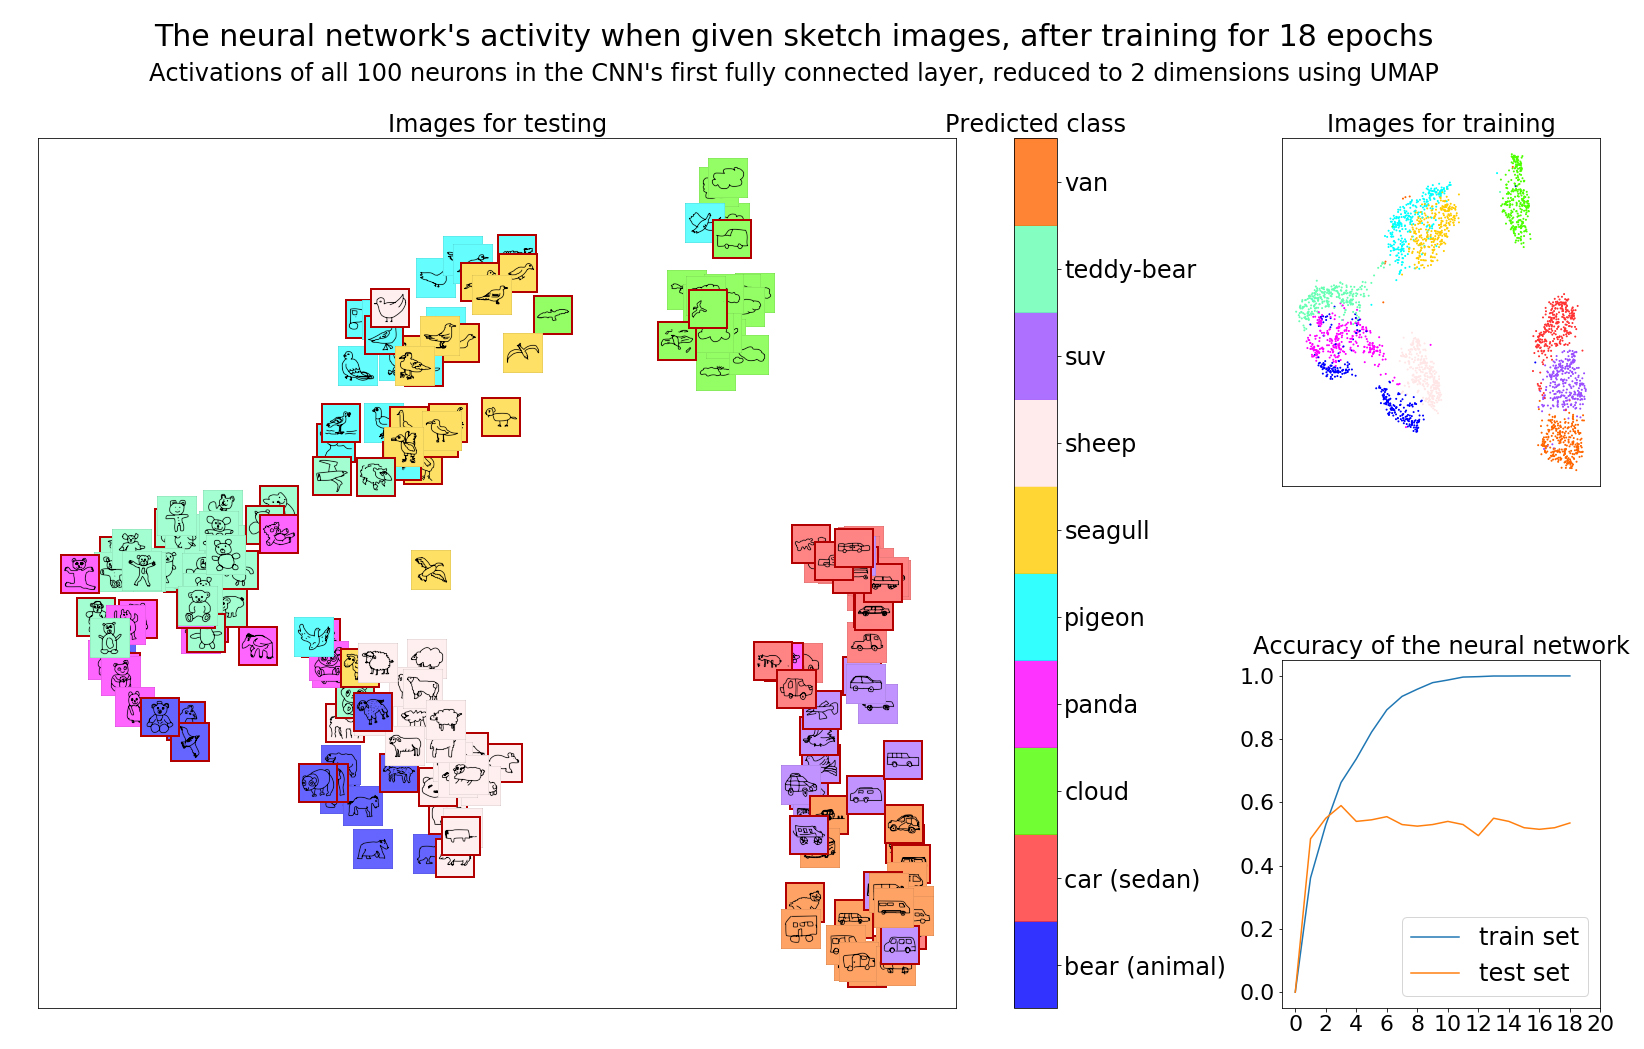 The neural network's activity when given sketch images, after training for 18 epochs
Activations of all 100 neurons in the CNN's first fully connected layer, reduced to 2 dimensions using UMAP
Images for testing
Predicted class
van
teddy-bear
suv
sheep
seagull
pigeon
panda
cloud
car (sedan)
bear (animal)
Images for training
Accuracy of the neural network
1.0
0.8
0.6
0.4
0.2
0.0
train set
test set
0 2 4 6 8 10 12 14 16 18 20